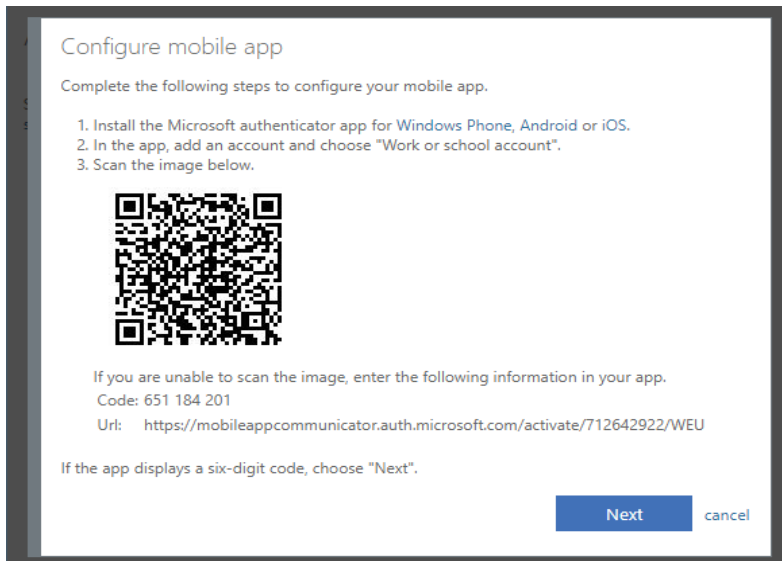 Configure mobile app
Complete the following steps to configure your mobile app.
1. Install the Microsoft authenticator app for Windows Phone, Android or iOS.
2. In the app, add an account and choose "Work or school account".
3. Scan the image below.
If you are unable to scan the image, enter the following information in your app.
Code: 651 184 201
Url: https://mobileappcommunicator.auth.microsoft.com/activate/712642922/WEU
If the app displays a six-digit code, choose "Next".
Next cancel